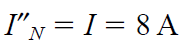 I″N = I = 8 A